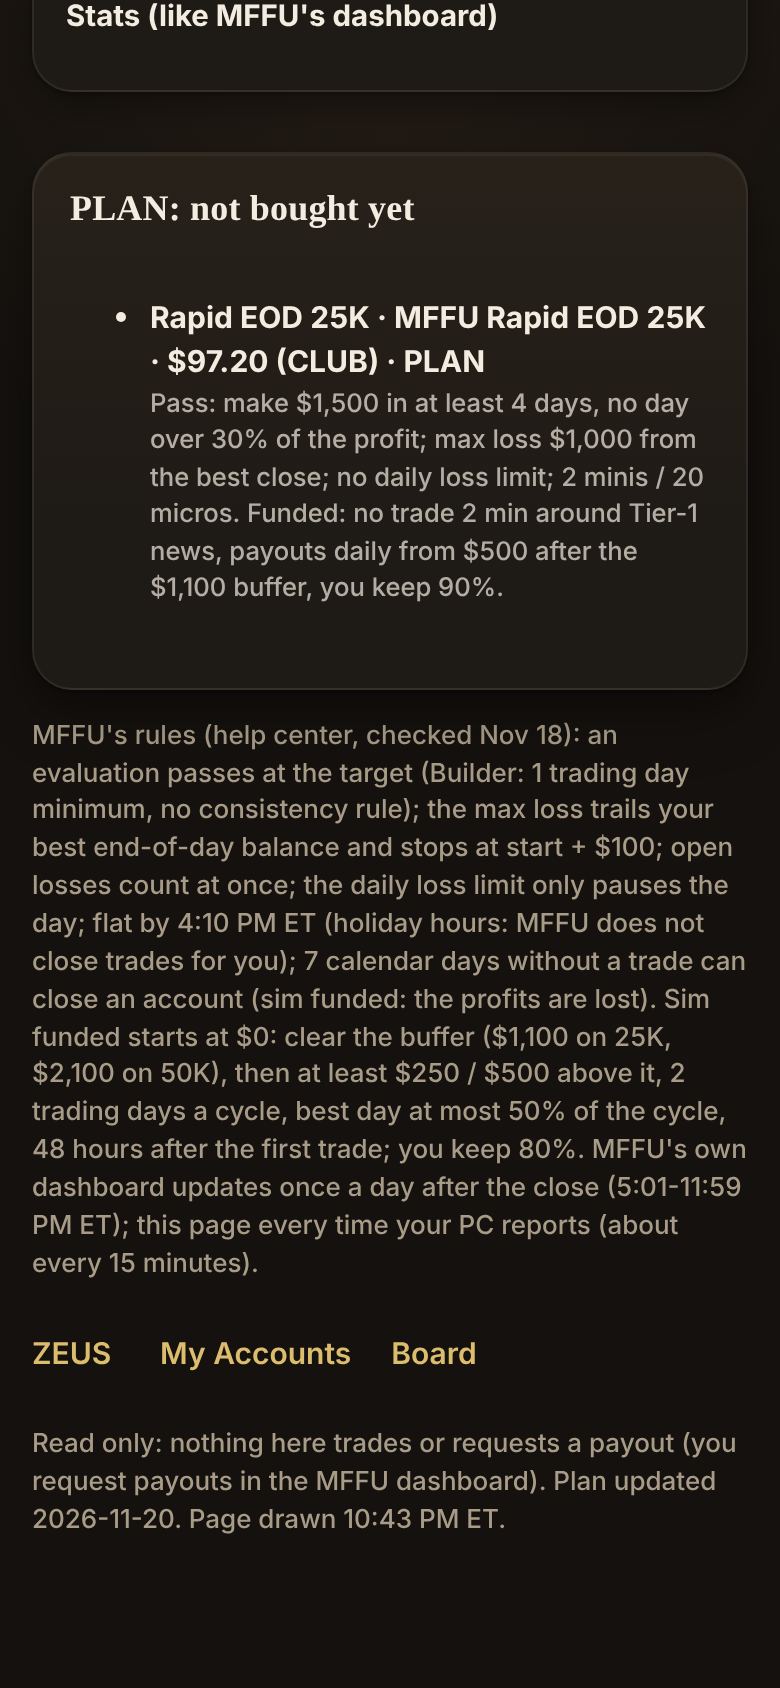 Stats (like MFFU's dashboard)
PLAN: not bought yet
• Rapid EOD 25K · MFFU Rapid EOD 25K
· $97.20 (CLUB) · PLAN
Pass: make $1,500 in at least 4 days, no day
over 30% of the profit; max loss $1,000 from
the best close; no daily loss limit; 2 minis / 20
micros. Funded: no trade 2 min around Tier-1
news, payouts daily from $500 after the
$1,100 buffer, you keep 90%.
MFFU's rules (help center, checked Nov 18): an
evaluation passes at the target (Builder: 1 trading day
minimum, no consistency rule); the max loss trails your
best end-of-day balance and stops at start + $100; open
losses count at once; the daily loss limit only pauses the
day; flat by 4:10 PM ET (holiday hours: MFFU does not
close trades for you); 7 calendar days without a trade can
close an account (sim funded: the profits are lost). Sim
funded starts at $0: clear the buffer ($1,100 on 25K,
$2,100 on 50K), then at least $250 / $500 above it, 2
trading days a cycle, best day at most 50% of the cycle,
48 hours after the first trade; you keep 80%. MFFU's own
dashboard updates once a day after the close (5:01-11:59
PM ET); this page every time your PC reports (about
every 15 minutes).
ZEUS My Accounts Board
Read only: nothing here trades or requests a payout (you
request payouts in the MFFU dashboard). Plan updated
2026-11-20. Page drawn 10:43 PM ET.